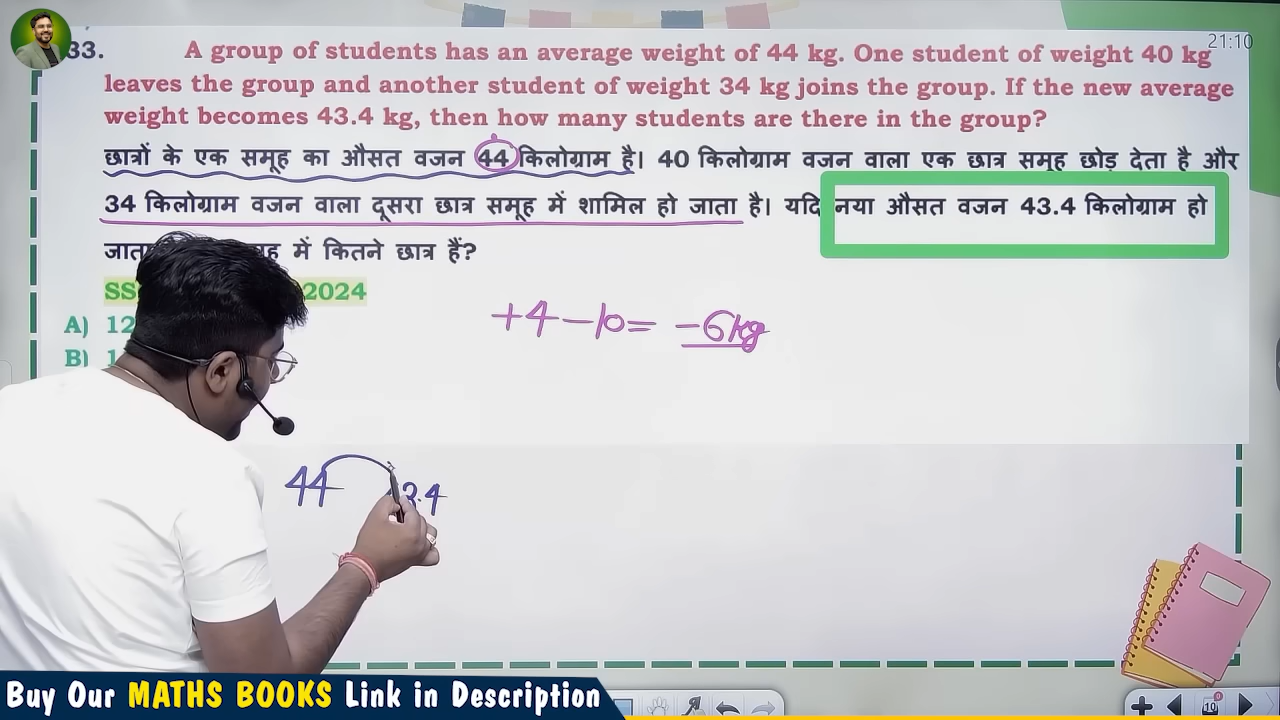 21:10
33. A group of students has an average weight of 44 kg. One student of weight 40 kg
leaves the group and another student of weight 34 kg joins the group. If the new average
weight becomes 43.4 kg, then how many students are there in the group?
छात्रों के एक समूह का औसत वजन 44 किलोग्राम है। 40 किलोग्राम वजन वाला एक छात्र समूह छोड़ देता है और
34 किलोग्राम वजन वाला दूसरा छात्र समूह में शामिल हो जाता है। यदि नया औसत वजन 43.4 किलोग्राम हो
में कितने छात्र हैं?
2024
+4-10= -6kg
A) 12
B)
44
Buy Our MATHS BOOKS Link in Description